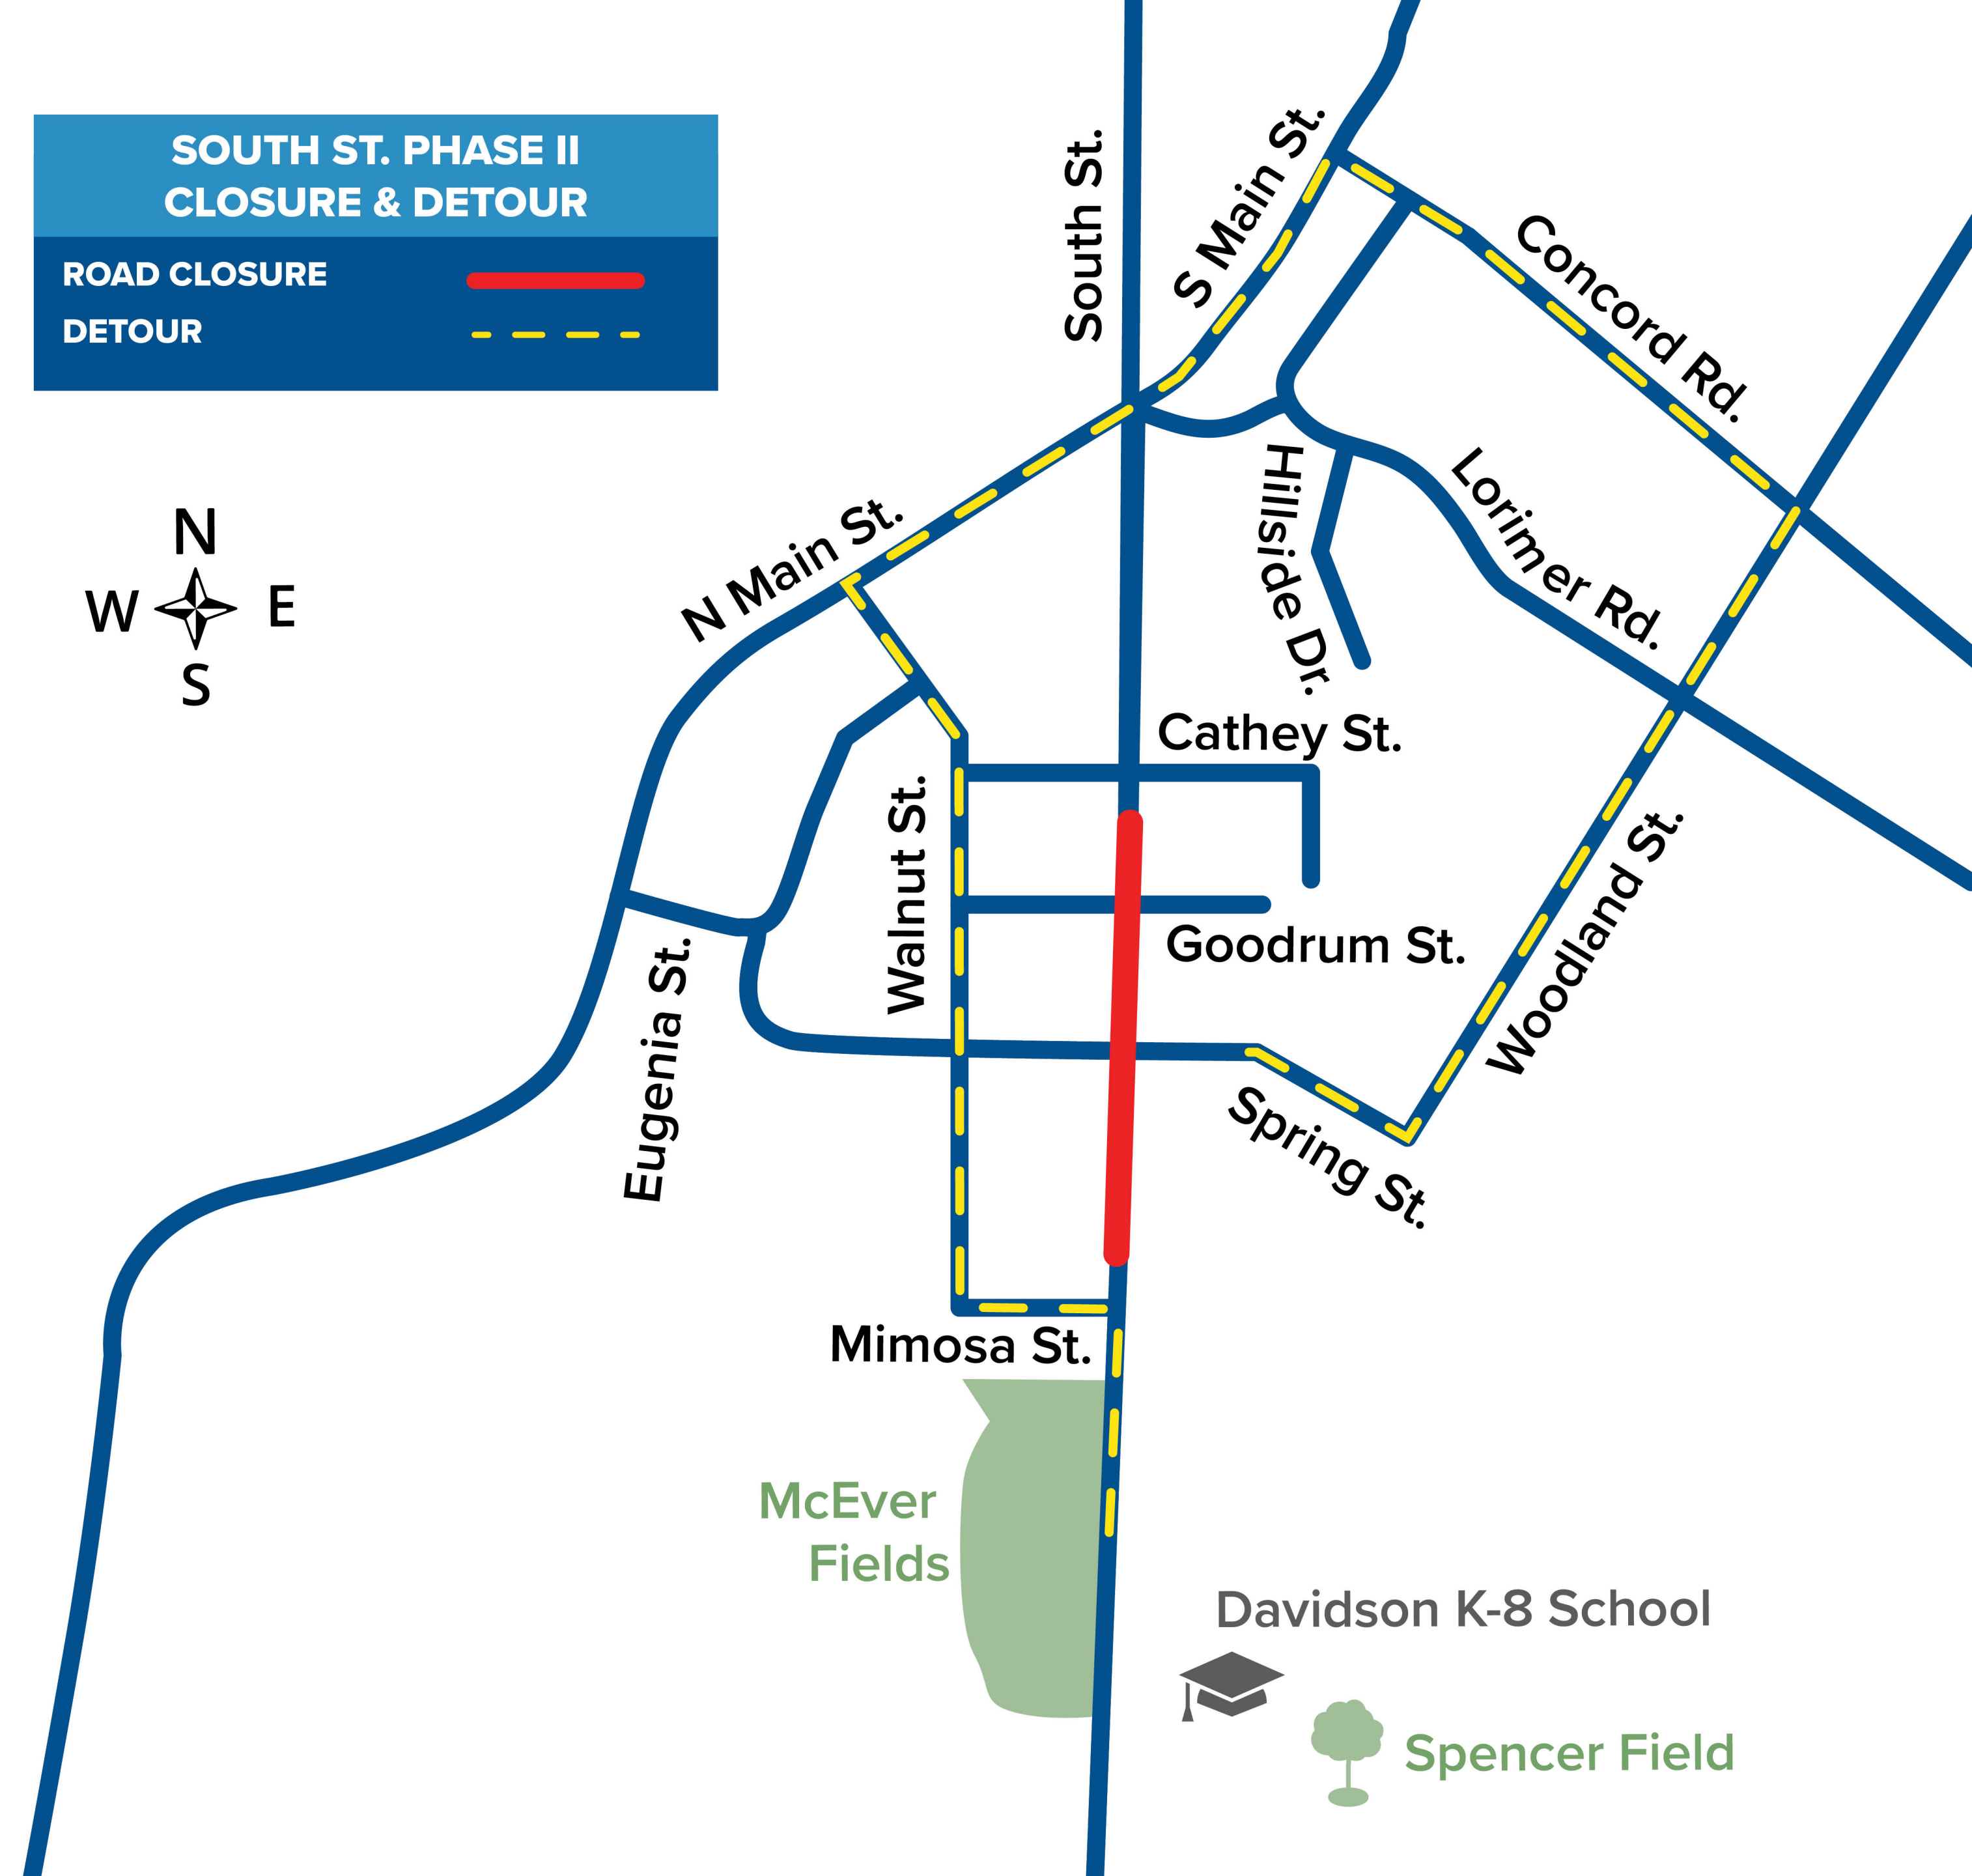 SOUTH ST. PHASE II
CLOSURE & DETOUR
ROAD CLOSURE
DETOUR
South St.
S Main St.
Concord Rd.
N Main St.
Hillside Dr.
Lorimer Rd.
N
W
E
S
Cathey St.
Walnut St.
Goodrum St.
Woodland St.
Eugenia St.
Spring St.
Mimosa St.
McEver
Fields
Davidson K-8 School
Spencer Field